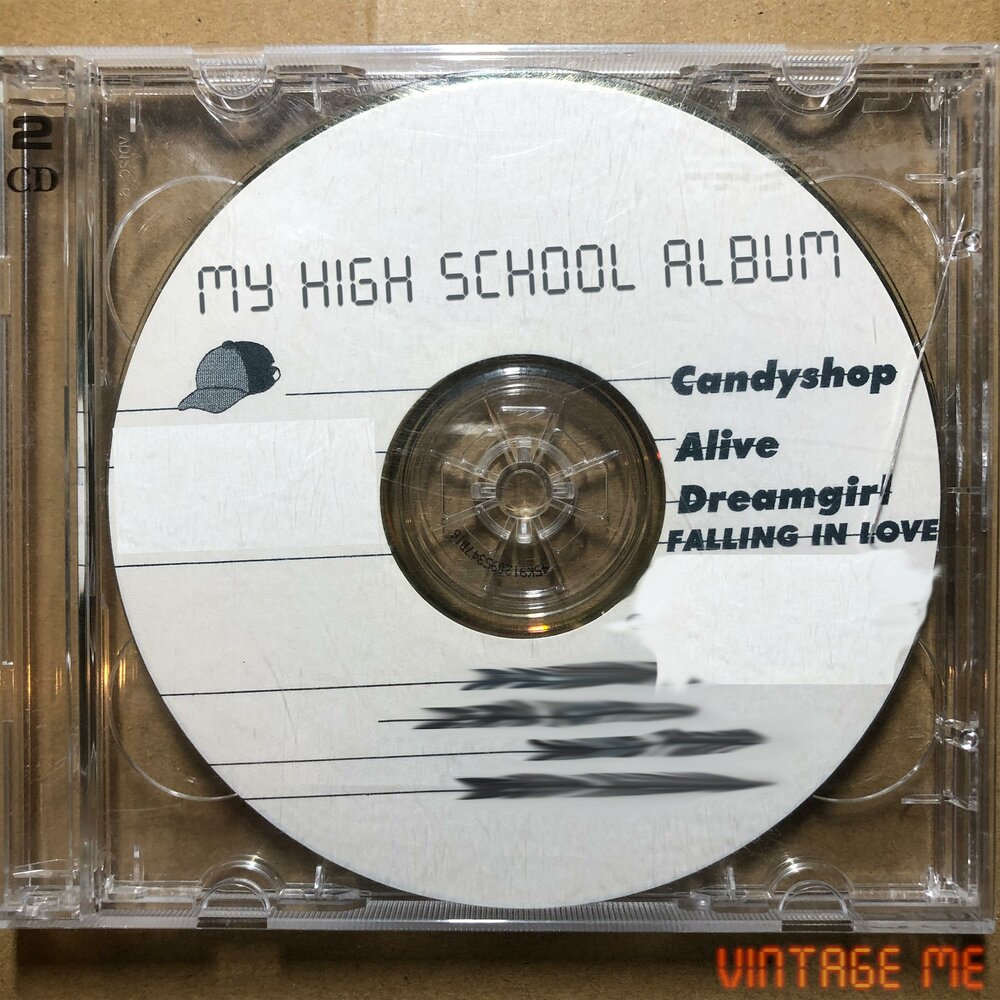 2
CD
MY HIGH SCHOOL ALBUM
Candyshop
Alive
Dreamgirl
FALLING IN LOVE
VINTAGE ME